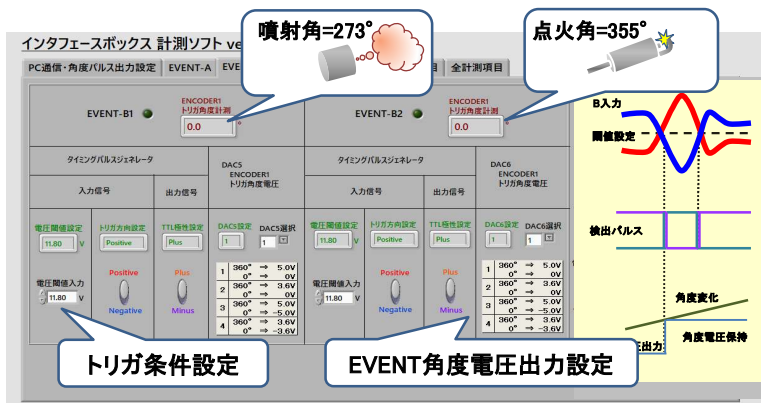 インタフェースボックス 計測ソフト ve
噴射角=273°
点火角=355°
PC通信・角度パルス出力設定
EVENT-A
EVE
目
全計測項目
EVENT-B1
ENCODER1
トリガ角度計測
0.0
°
EVENT-B2
ENCODER1
トリガ角度計測
0.0
°
タイミングパルスジェネレータ
入力信号
出力信号
DAC5
ENCODER1
トリガ角度電圧
タイミングパルスジェネレータ
入力信号
出力信号
DAC6
ENCODER1
トリガ角度電圧
電圧閾値設定
11.80 V
トリガ方向設定
Positive
TTL極性設定
Plus
DAC5設定
1
DAC5選択
1
電圧閾値設定
11.80 V
トリガ方向設定
Positive
TTL極性設定
Plus
DAC6設定
1
DAC6選択
1
電圧閾値入力
11.80 V
Positive
Negative
Plus
Minus
1 360° ⇒ 5.0V
0° ⇒ 0V
2 360° ⇒ 3.6V
0° ⇒ 0V
3 360° ⇒ 5.0V
0° ⇒ -5.0V
4 360° ⇒ 3.6V
0° ⇒ -3.6V
電圧閾値入力
11.80 V
Positive
Negative
Plus
Minus
1 360° ⇒ 5.0V
0° ⇒ 0V
2 360° ⇒ 3.6V
0° ⇒ 0V
3 360° ⇒ 5.0V
0° ⇒ -5.0V
4 360° ⇒ 3.6V
0° ⇒ -3.6V
トリガ条件設定
EVENT角度電圧出力設定
B入力
閾値設定
検出パルス
角度変化
角度電圧保持
圧出力